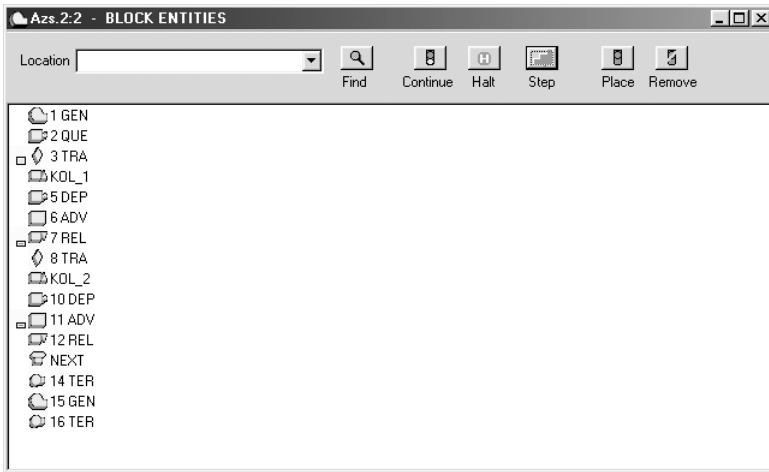 Azs.2:2 - BLOCK ENTITIES
Location
Find Continue Halt Step Place Remove
1 GEN
2 QUE
3 TRA
KOL_1
5 DEP
6 ADV
7 REL
8 TRA
KOL_2
10 DEP
11 ADV
12 REL
NEXT
14 TER
15 GEN
16 TER